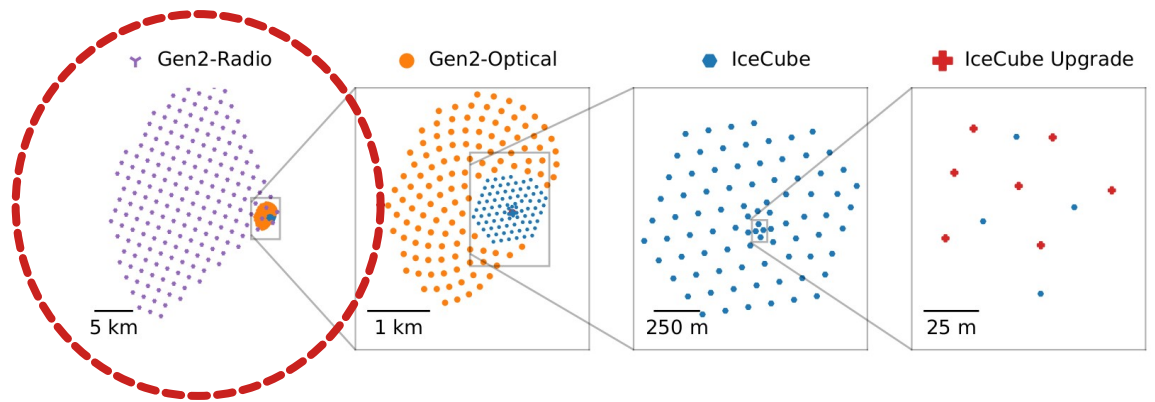 Gen2-Radio
Gen2-Optical
IceCube
IceCube Upgrade
5 km
1 km
250 m
25 m